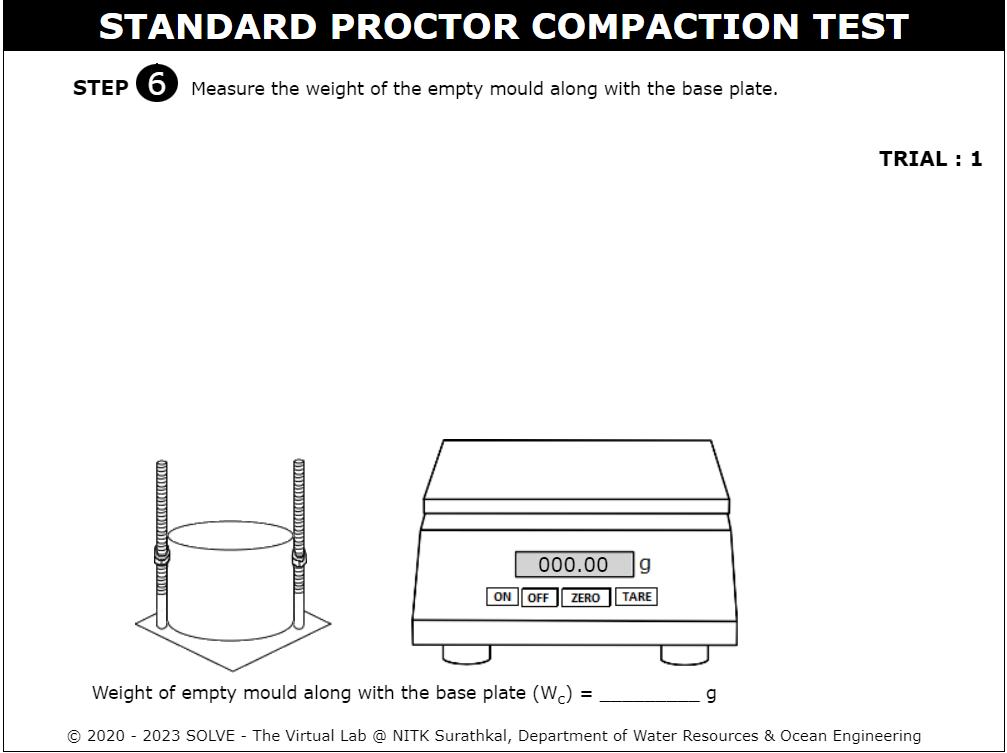 STANDARD PROCTOR COMPACTION TEST
STEP 6 Measure the weight of the empty mould along with the base plate.
TRIAL : 1
000.00 g
ON OFF ZERO TARE
Weight of empty mould along with the base plate (Wc) = __________ g
© 2020 - 2023 SOLVE - The Virtual Lab @ NITK Surathkal, Department of Water Resources & Ocean Engineering